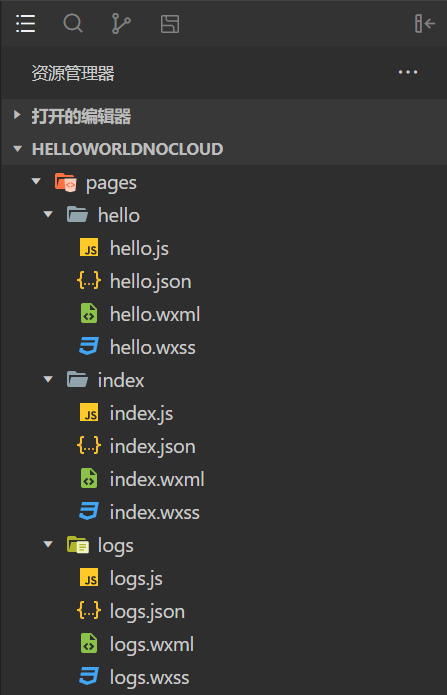 资源管理器
打开的编辑器
HELLOWORLDNOCLOUD
pages
hello
JS hello.js
{...} hello.json
hello.wxml
hello.wxss
index
JS index.js
{...} index.json
index.wxml
index.wxss
logs
JS logs.js
{...} logs.json
logs.wxml
logs.wxss